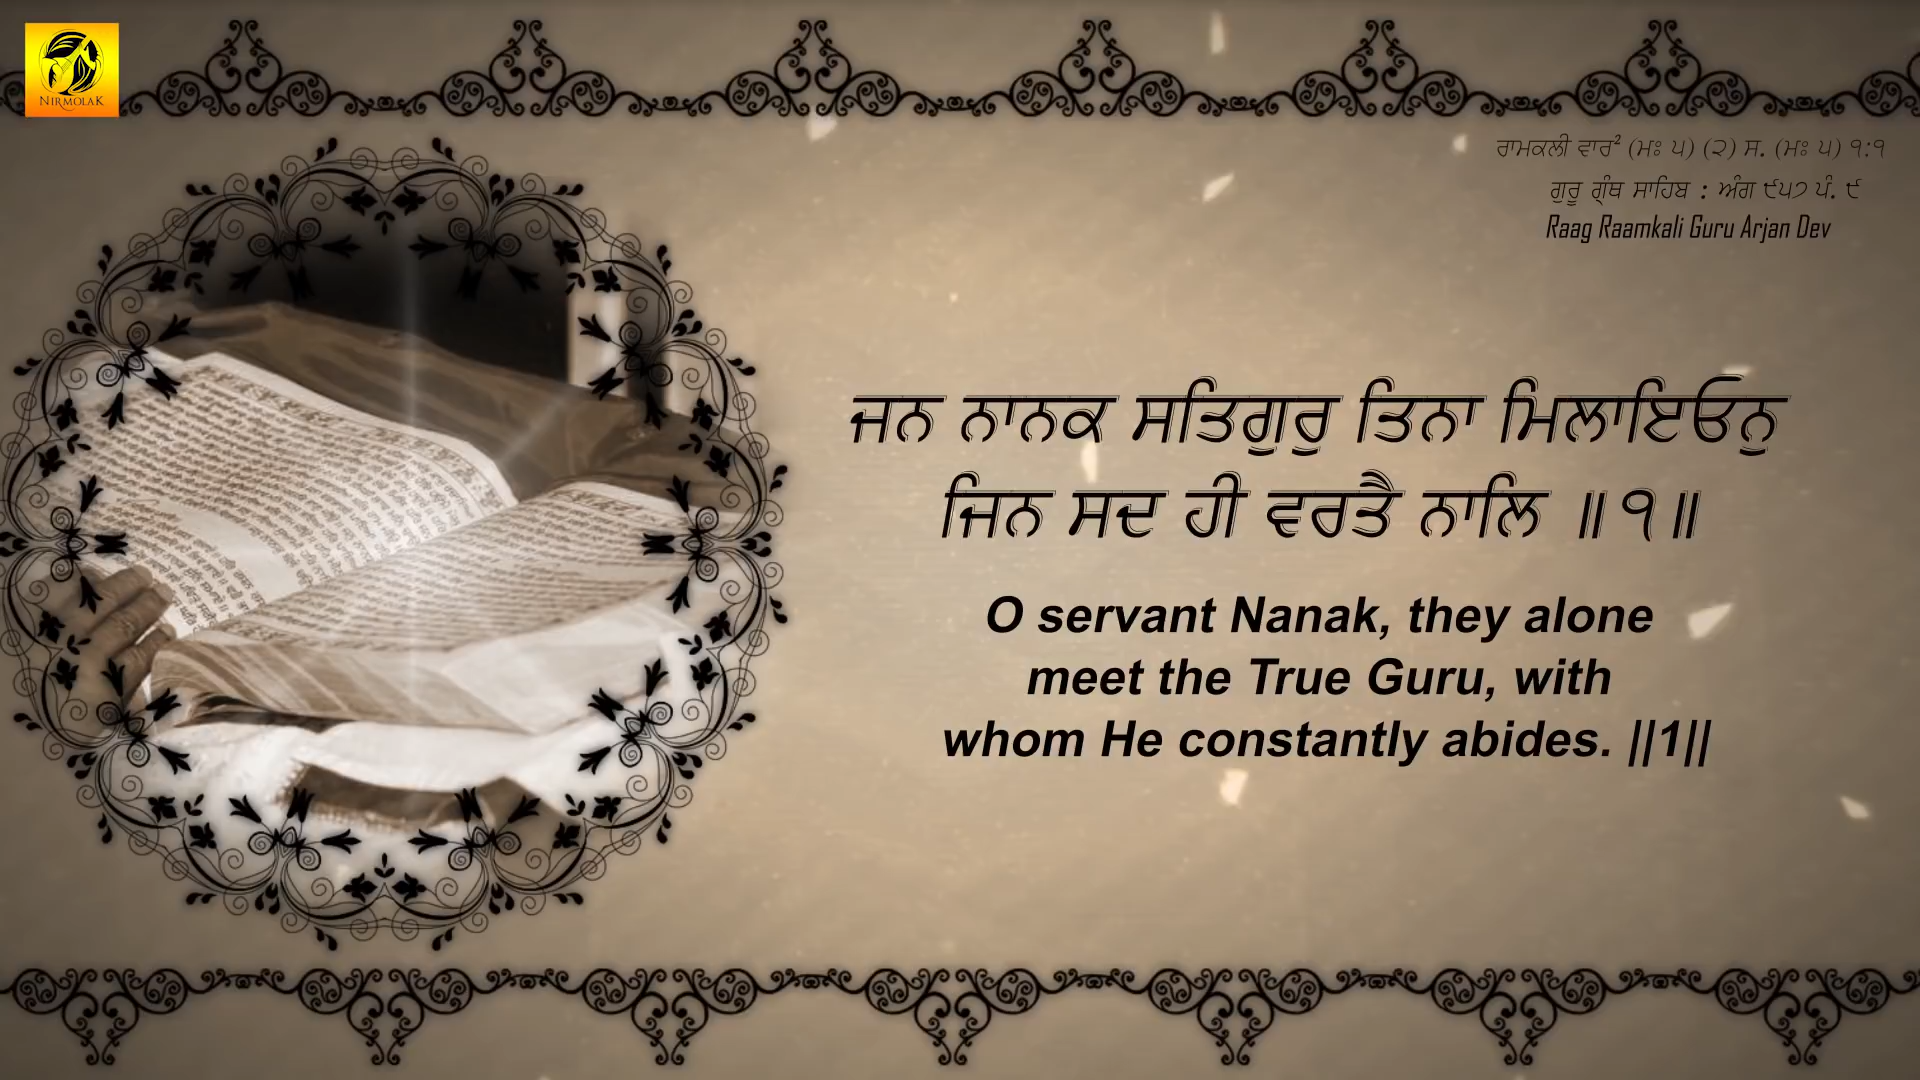 NIRMOLAK
ਰਾਮਕਲੀ ਵਾਰ² (ਮਃ ੫) (੨) ਸ. (ਮਃ ੫) ੧:੧
ਗੁਰੂ ਗ੍ਰੰਥ ਸਾਹਿਬ : ਅੰਗ ੯੫੭ ਪੰ. ੯
Raag Raamkali Guru Arjan Dev
ਜਨ ਨਾਨਕ ਸਤਿਗੁਰੁ ਤਿਨਾ ਮਿਲਾਇਓਨੁ
ਜਿਨ ਸਦ ਹੀ ਵਰਤੈ ਨਾਲਿ ॥੧॥
O servant Nanak, they alone
meet the True Guru, with
whom He constantly abides. ||1||